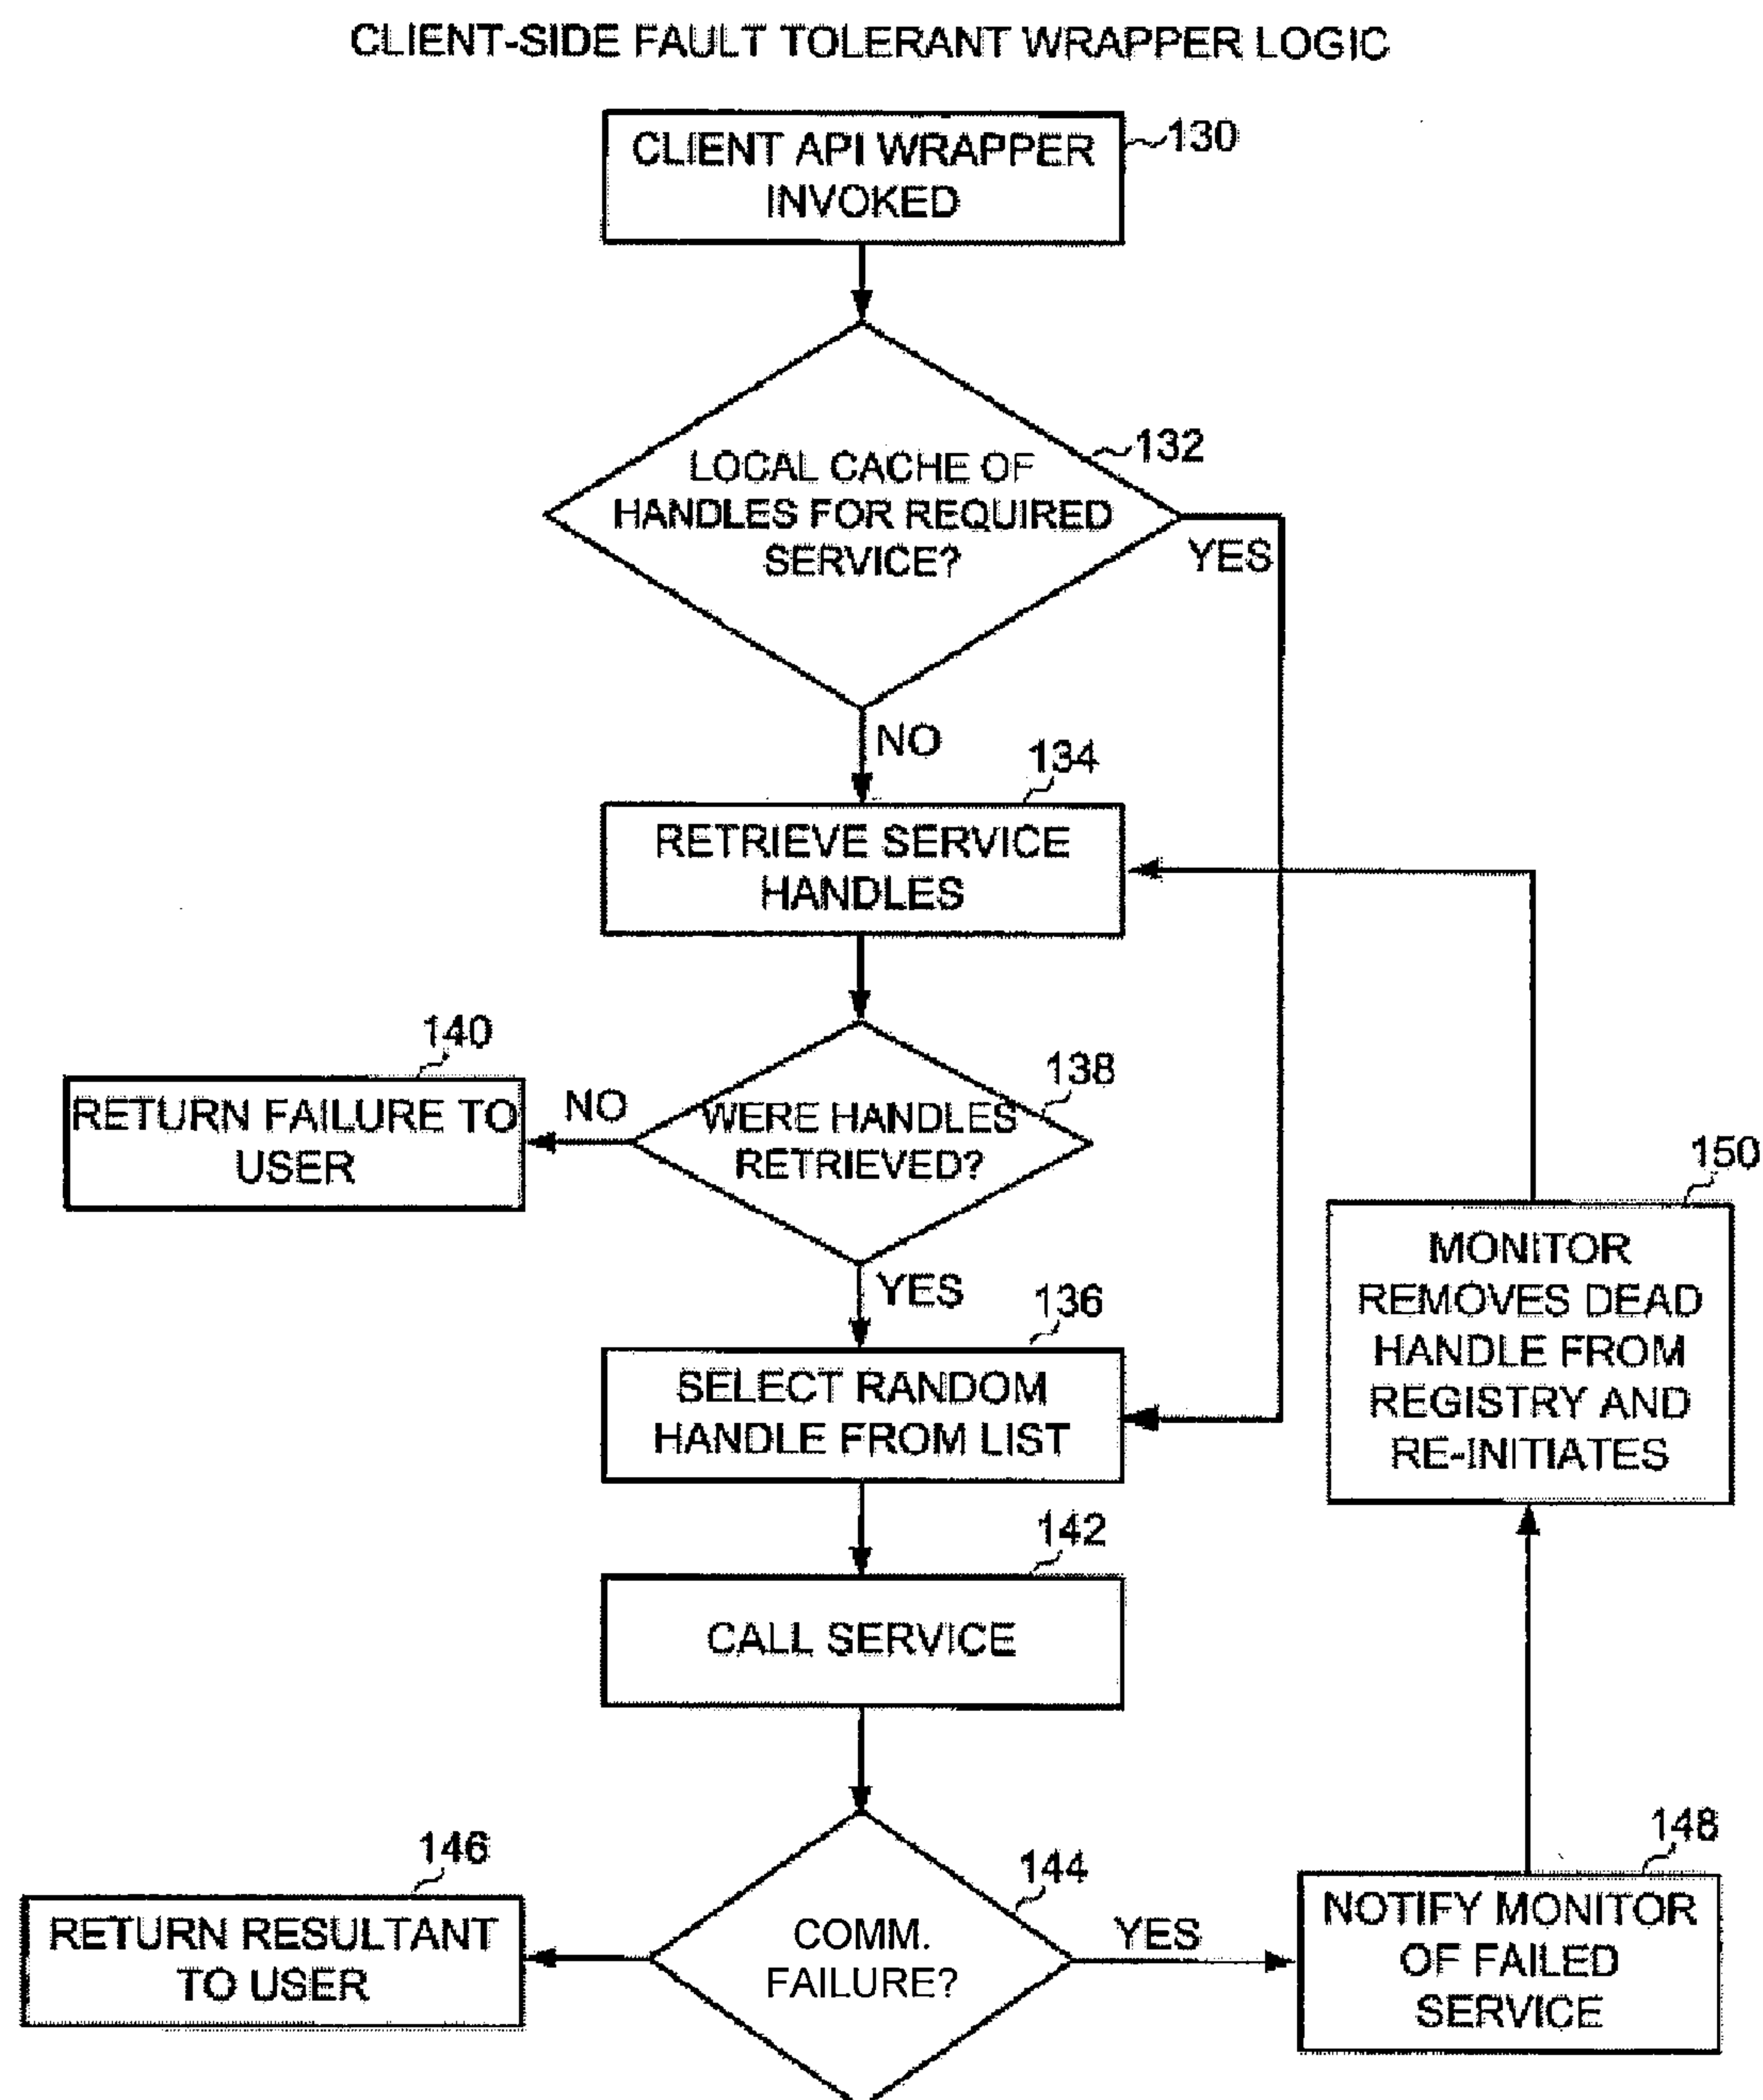 CLIENT-SIDE FAULT TOLERANT WRAPPER LOGIC
CLIENT API WRAPPER
INVOKED
130
LOCAL CACHE OF
HANDLES FOR REQUIRED
SERVICE?
132
YES
NO
134
RETRIEVE SERVICE
HANDLES
140
RETURN FAILURE TO
USER
NO
138
WERE HANDLES
RETRIEVED?
YES
136
SELECT RANDOM
HANDLE FROM LIST
150
MONITOR
REMOVES DEAD
HANDLE FROM
REGISTRY AND
RE-INITIATES
142
CALL SERVICE
146
RETURN RESULTANT
TO USER
144
COMM.
FAILURE?
YES
148
NOTIFY MONITOR
OF FAILED
SERVICE